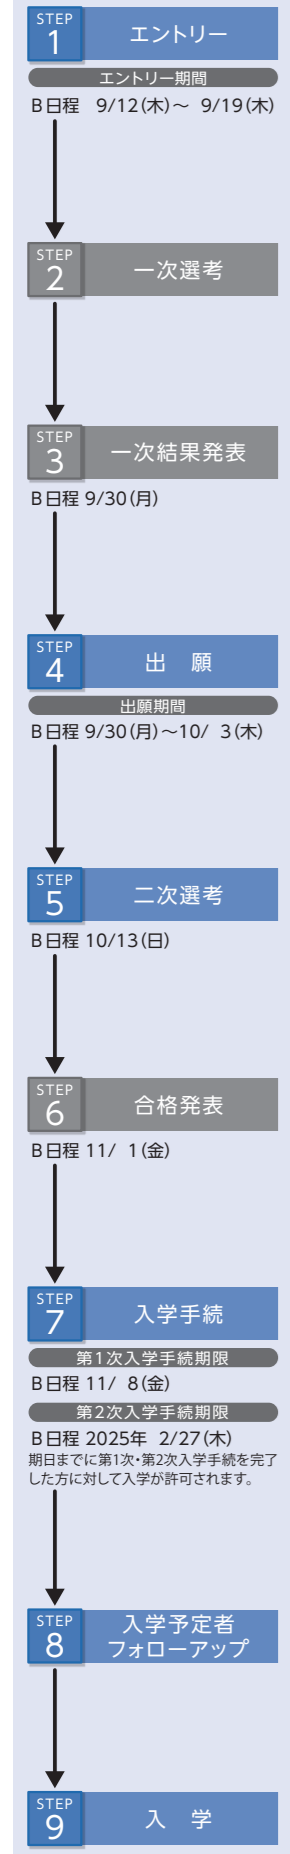 STEP
1
エントリー
エントリー期間
B日程 9/12(木)～ 9/19(木)
STEP
2
一次選考
STEP
3
一次結果発表
B日程 9/30(月)
STEP
4
出 願
出願期間
B日程 9/30(月)～10/ 3(木)
STEP
5
二次選考
B日程 10/13(日)
STEP
6
合格発表
B日程 11/ 1(金)
STEP
7
入学手続
第1次入学手続期限
B日程 11/ 8(金)
第2次入学手続期限
B日程 2025年 2/27(木)
期日までに第1次・第2次入学手続を完了
した方に対して入学が許可されます。
STEP
8
入学予定者
フォローアップ
STEP
9
入 学